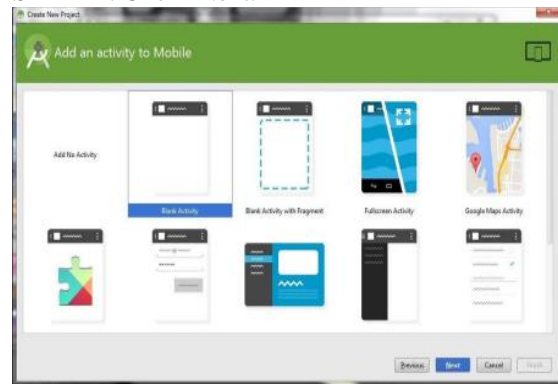 Create New Project
Add an activity to Mobile
Add No Activity
Blank Activity
Blank Activity with Fragment
Fullscreen Activity
Google Maps Activity
Previous
Next
Cancel
Finish